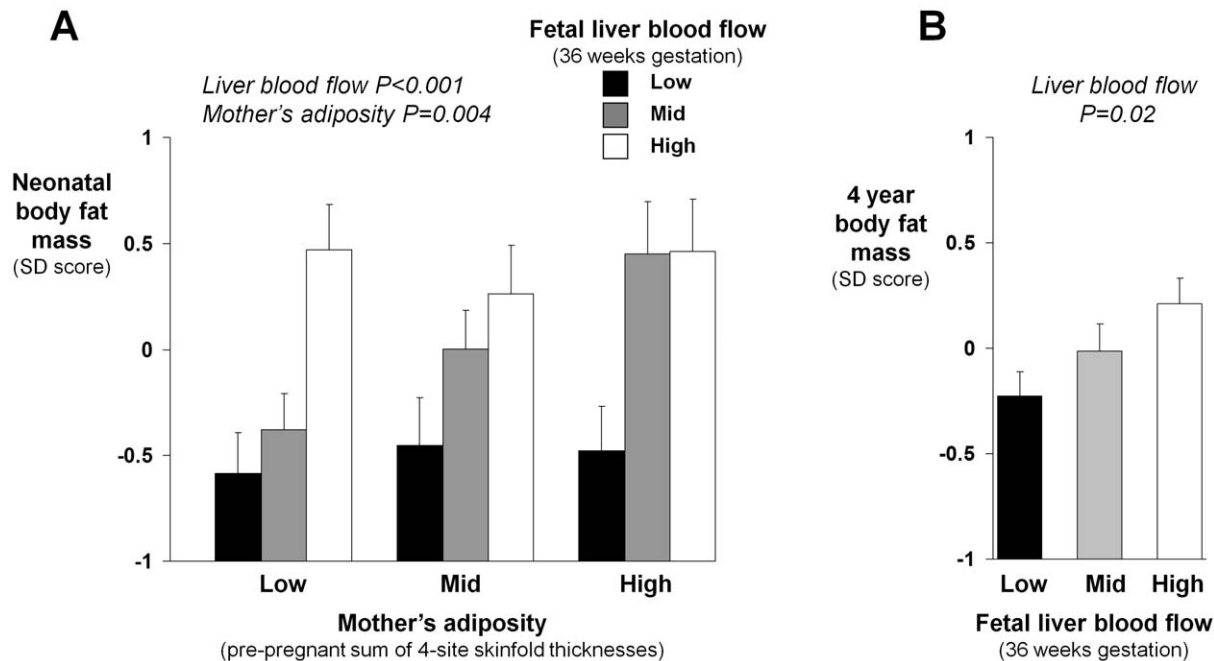 A
Fetal liver blood flow
(36 weeks gestation)
Low
Mid
High
Liver blood flow P<0.001
Mother's adiposity P=0.004
Neonatal
body fat
mass
(SD score)
1
0.5
0
-0.5
-1
Low Mid High
Mother's adiposity
(pre-pregnant sum of 4-site skinfold thicknesses)
B
Liver blood flow
P=0.02
4 year
body fat
mass
(SD score)
1
0.5
0
-0.5
-1
Low Mid High
Fetal liver blood flow
(36 weeks gestation)